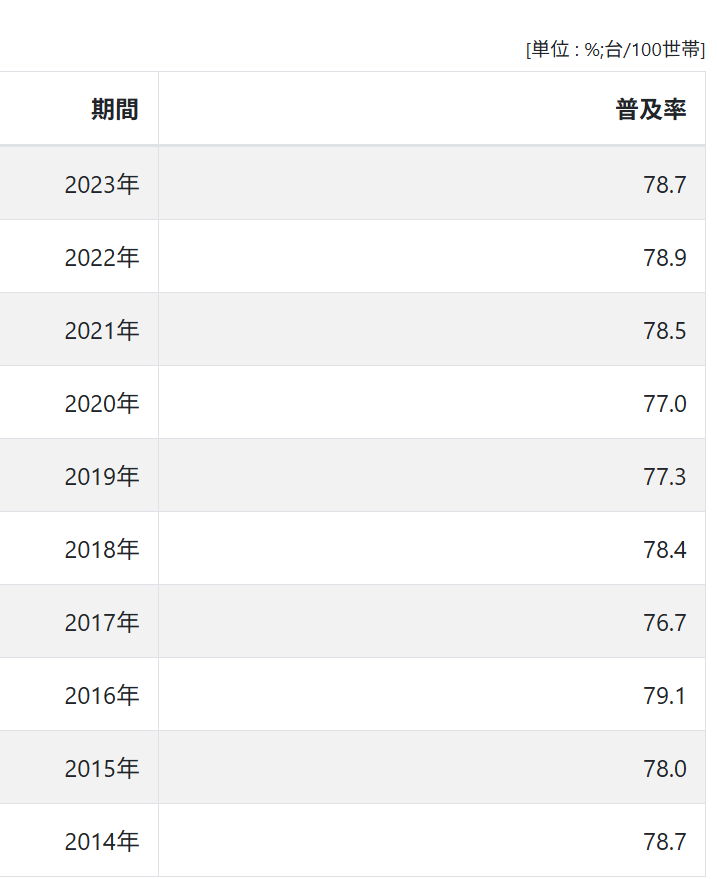 [単位 : %;台/100世帯]
期間 普及率
2023年 78.7
2022年 78.9
2021年 78.5
2020年 77.0
2019年 77.3
2018年 78.4
2017年 76.7
2016年 79.1
2015年 78.0
2014年 78.7